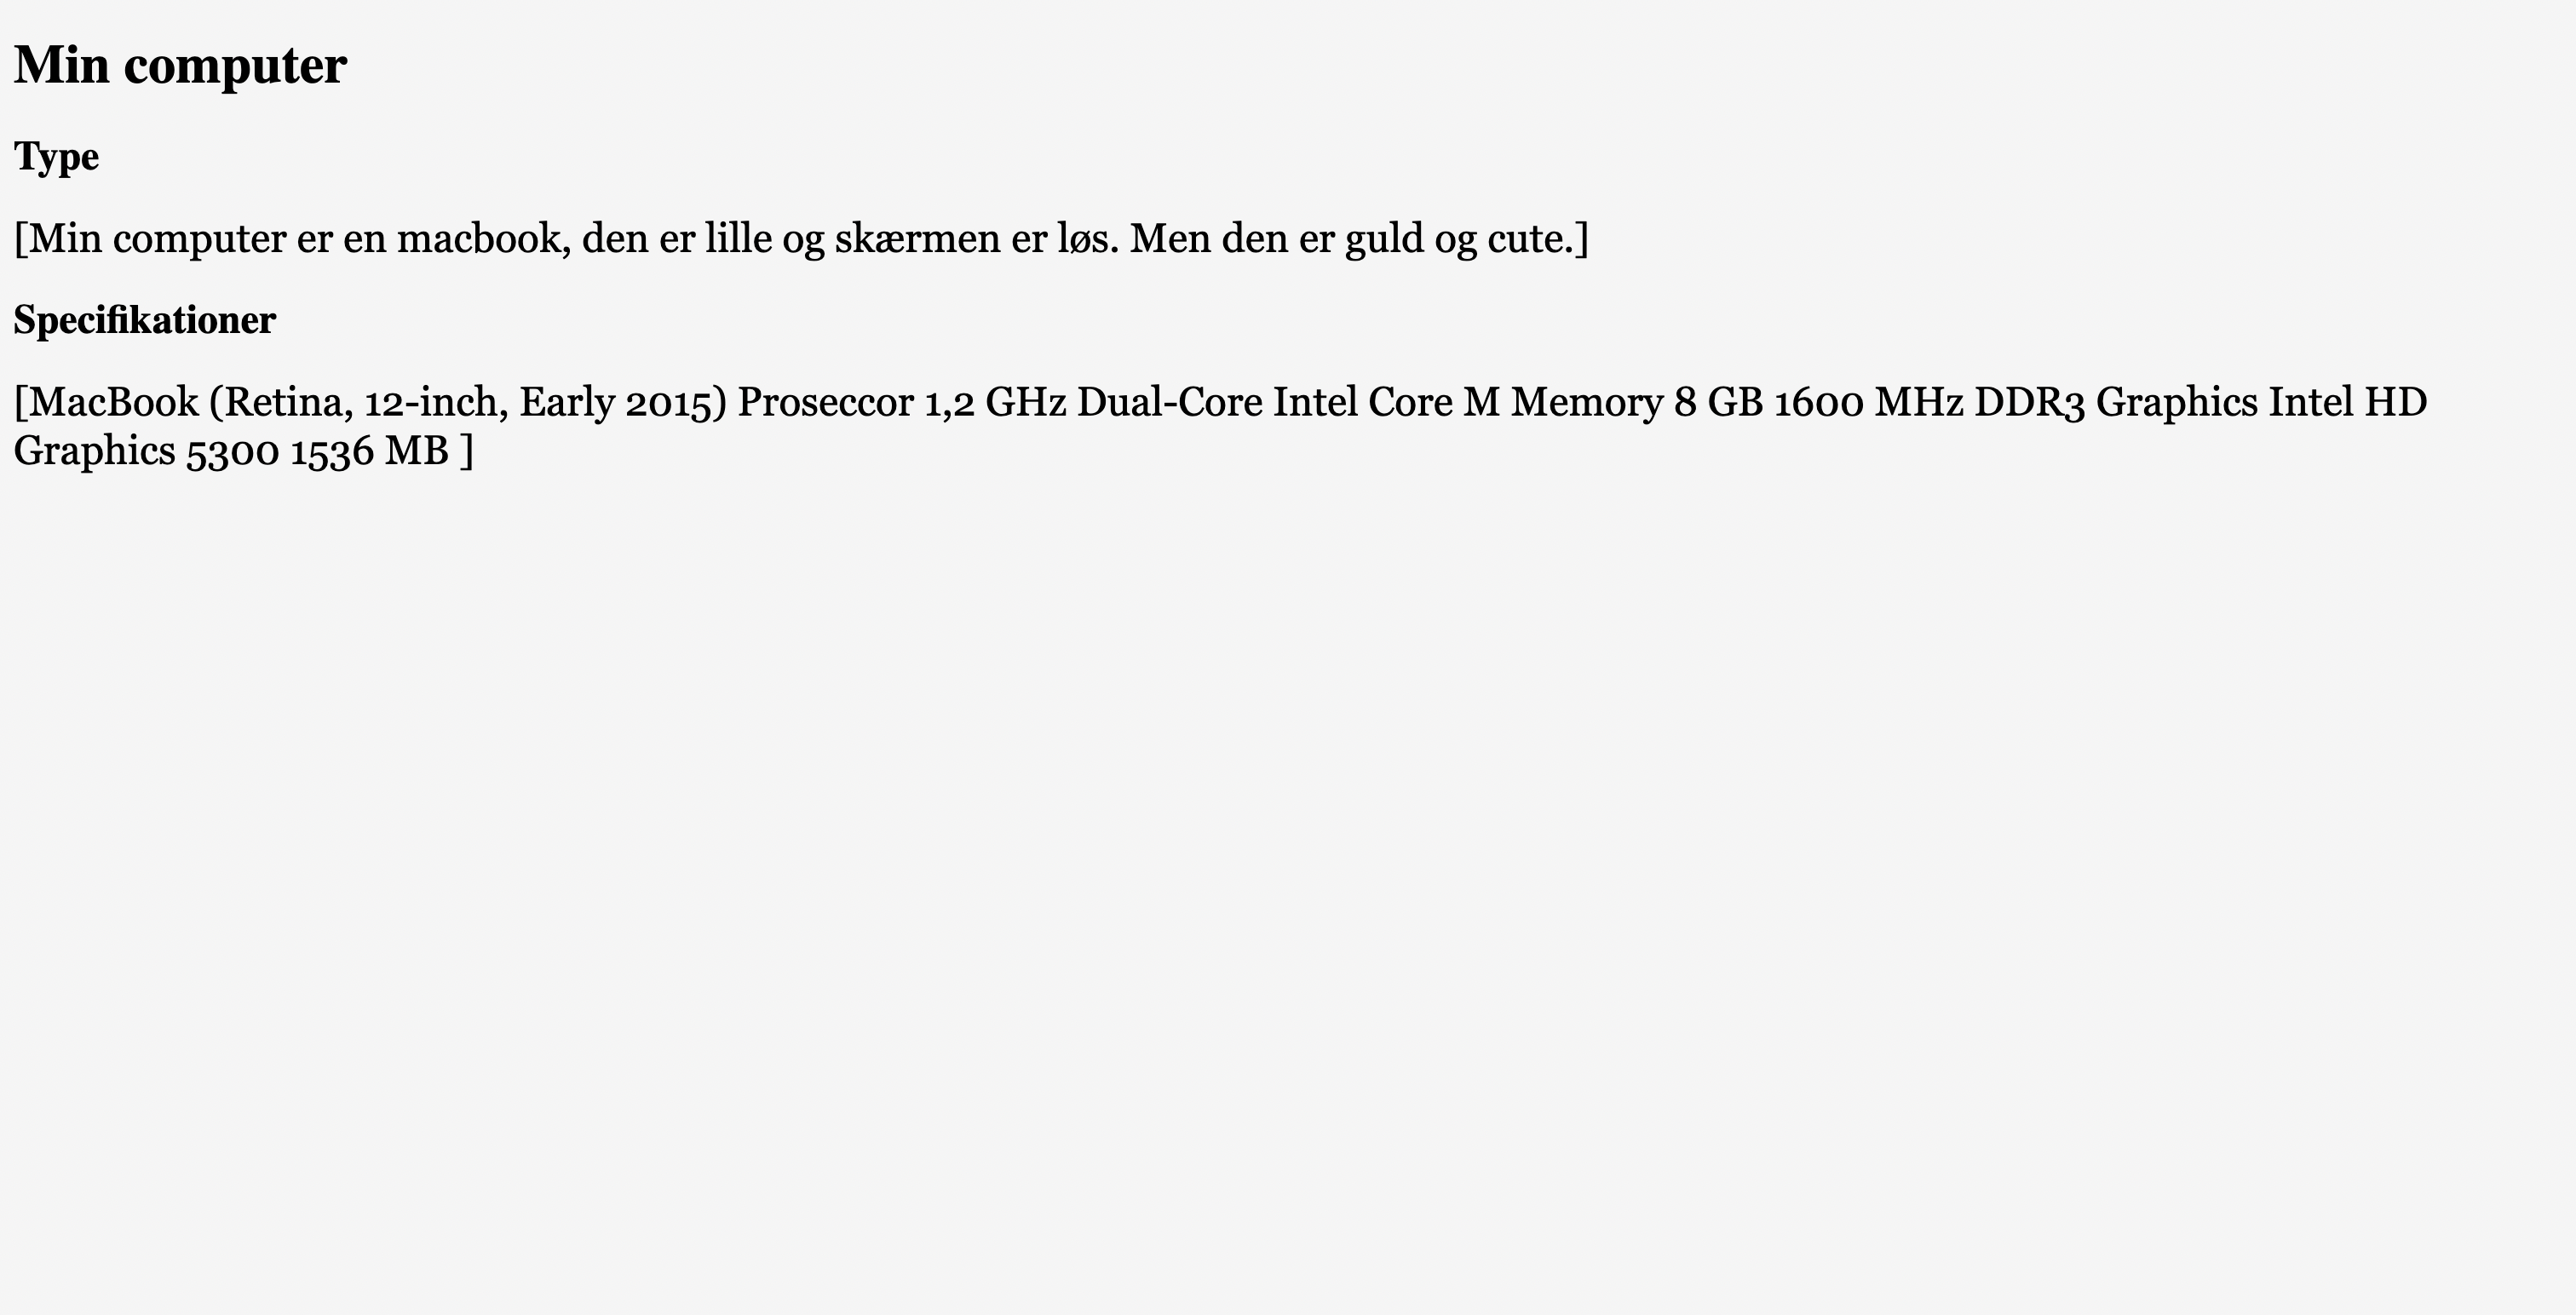 Min computer
Type
[Min computer er en macbook, den er lille og skærmen er løs. Men den er guld og cute.]
Specifikationer
[MacBook (Retina, 12-inch, Early 2015) Proseccor 1,2 GHz Dual-Core Intel Core M Memory 8 GB 1600 MHz DDR3 Graphics Intel HD
Graphics 5300 1536 MB ]